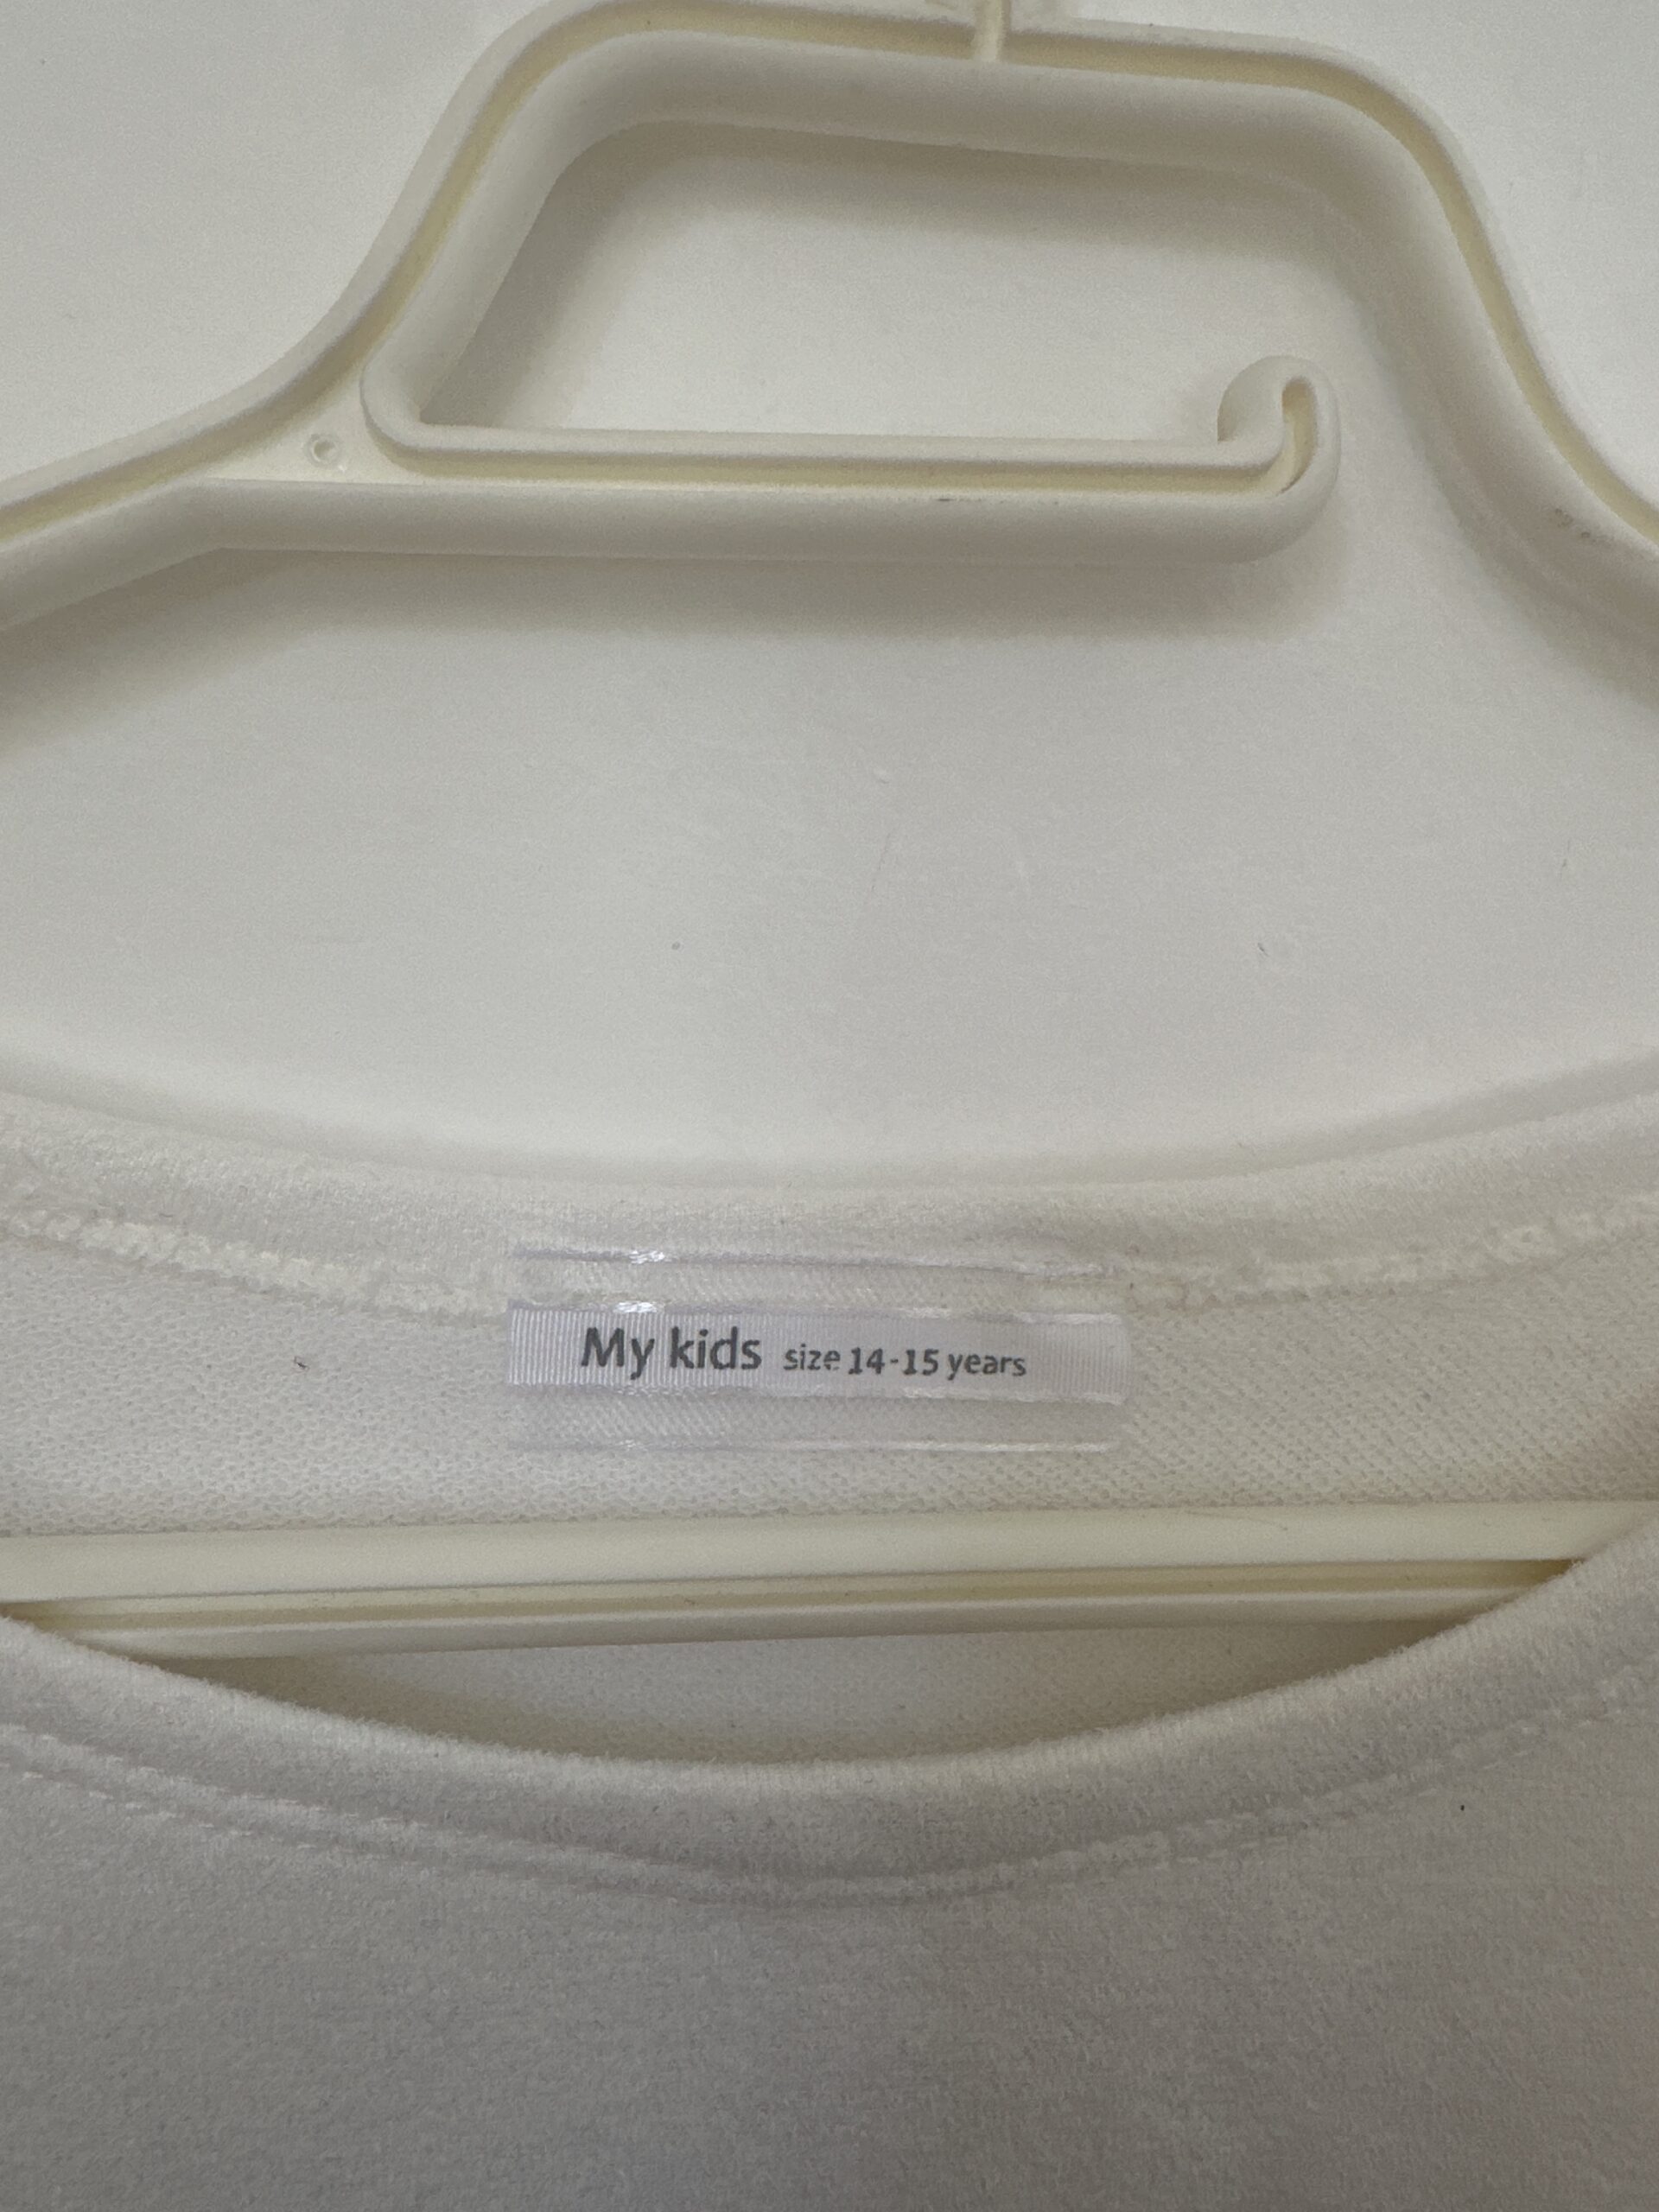 My kids size 14-15 years